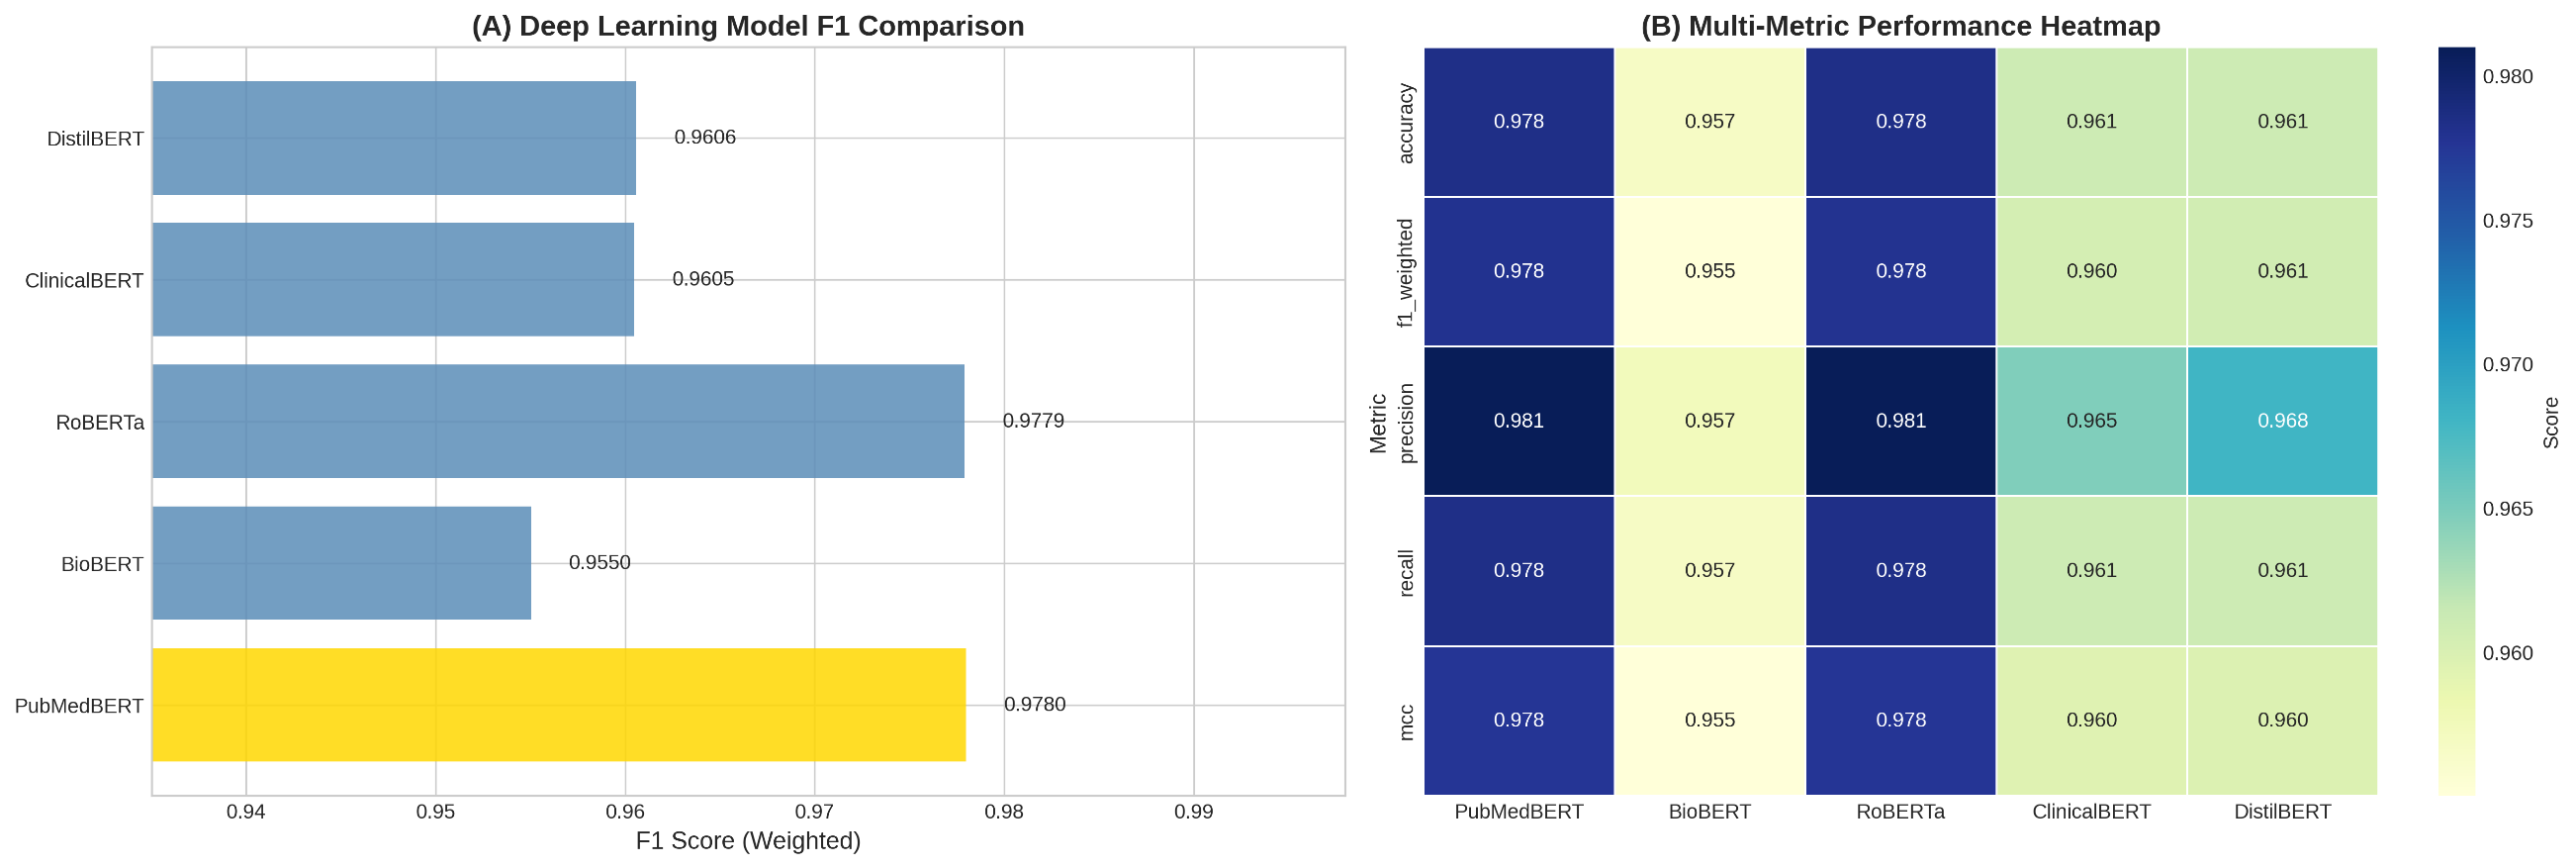 (A) Deep Learning Model F1 Comparison
DistilBERT
0.9606
ClinicalBERT
0.9605
RoBERTa
0.9779
BioBERT
0.9550
PubMedBERT
0.9780
0.94 0.95 0.96 0.97 0.98 0.99
F1 Score (Weighted)
(B) Multi-Metric Performance Heatmap
Metric
accuracy
0.978 0.957 0.978 0.961 0.961
f1_weighted
0.978 0.955 0.978 0.960 0.961
precision
0.981 0.957 0.981 0.965 0.968
recall
0.978 0.957 0.978 0.961 0.961
mcc
0.978 0.955 0.978 0.960 0.960
PubMedBERT BioBERT RoBERTa ClinicalBERT DistilBERT
0.980
0.975
0.970
0.965
0.960
Score